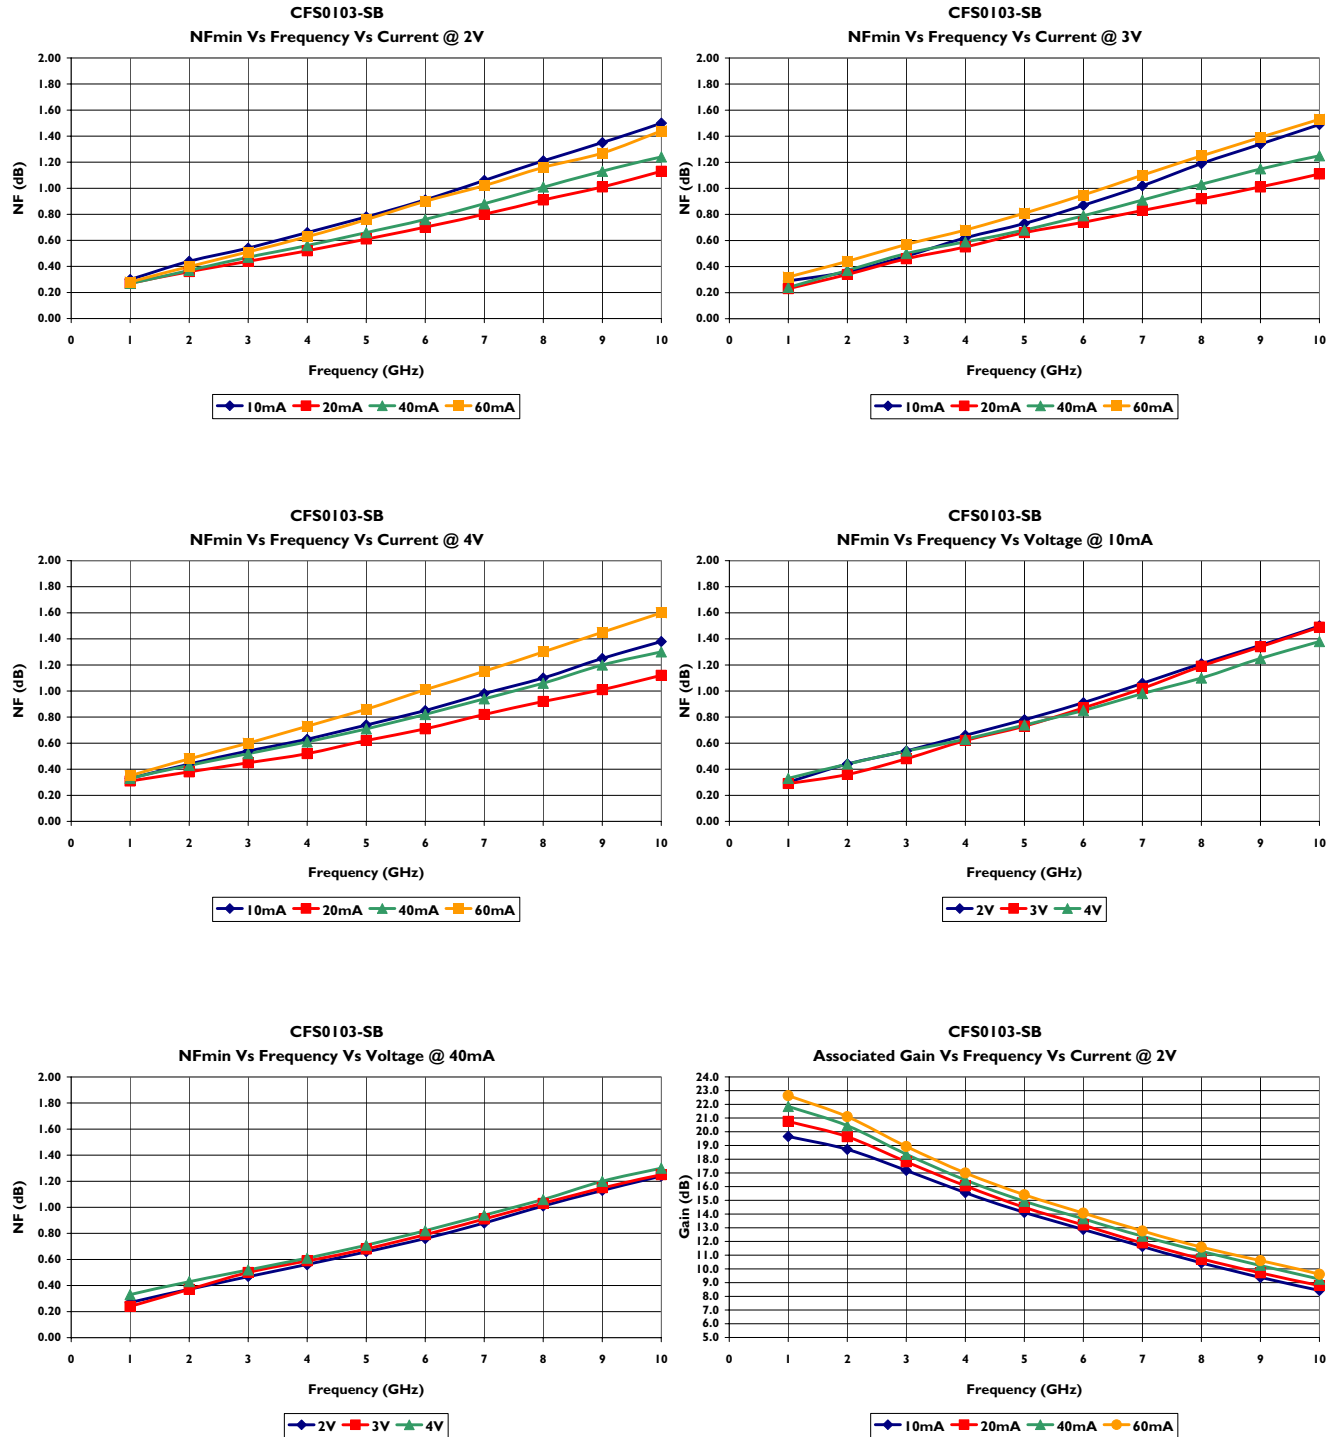 CFS0103-SB
NFmin Vs Frequency Vs Current @ 2V
2.00
1.80
1.60
1.40
1.20
1.00
0.80
0.60
0.40
0.20
0.00
NF (dB)
0 1 2 3 4 5 6 7 8 9 10
Frequency (GHz)
10mA 20mA 40mA 60mA
CFS0103-SB
NFmin Vs Frequency Vs Current @ 3V
2.00
1.80
1.60
1.40
1.20
1.00
0.80
0.60
0.40
0.20
0.00
NF (dB)
0 1 2 3 4 5 6 7 8 9 10
Frequency (GHz)
10mA 20mA 40mA 60mA
CFS0103-SB
NFmin Vs Frequency Vs Current @ 4V
2.00
1.80
1.60
1.40
1.20
1.00
0.80
0.60
0.40
0.20
0.00
NF (dB)
0 1 2 3 4 5 6 7 8 9 10
Frequency (GHz)
10mA 20mA 40mA 60mA
CFS0103-SB
NFmin Vs Frequency Vs Voltage @ 10mA
2.00
1.80
1.60
1.40
1.20
1.00
0.80
0.60
0.40
0.20
0.00
NF (dB)
0 1 2 3 4 5 6 7 8 9 10
Frequency (GHz)
2V 3V 4V
CFS0103-SB
NFmin Vs Frequency Vs Voltage @ 40mA
2.00
1.80
1.60
1.40
1.20
1.00
0.80
0.60
0.40
0.20
0.00
NF (dB)
0 1 2 3 4 5 6 7 8 9 10
Frequency (GHz)
2V 3V 4V
CFS0103-SB
Associated Gain Vs Frequency Vs Current @ 2V
24.0
23.0
22.0
21.0
20.0
19.0
18.0
17.0
16.0
15.0
14.0
13.0
12.0
11.0
10.0
9.0
8.0
7.0
6.0
5.0
Gain (dB)
0 1 2 3 4 5 6 7 8 9 10
Frequency (GHz)
10mA 20mA 40mA 60mA